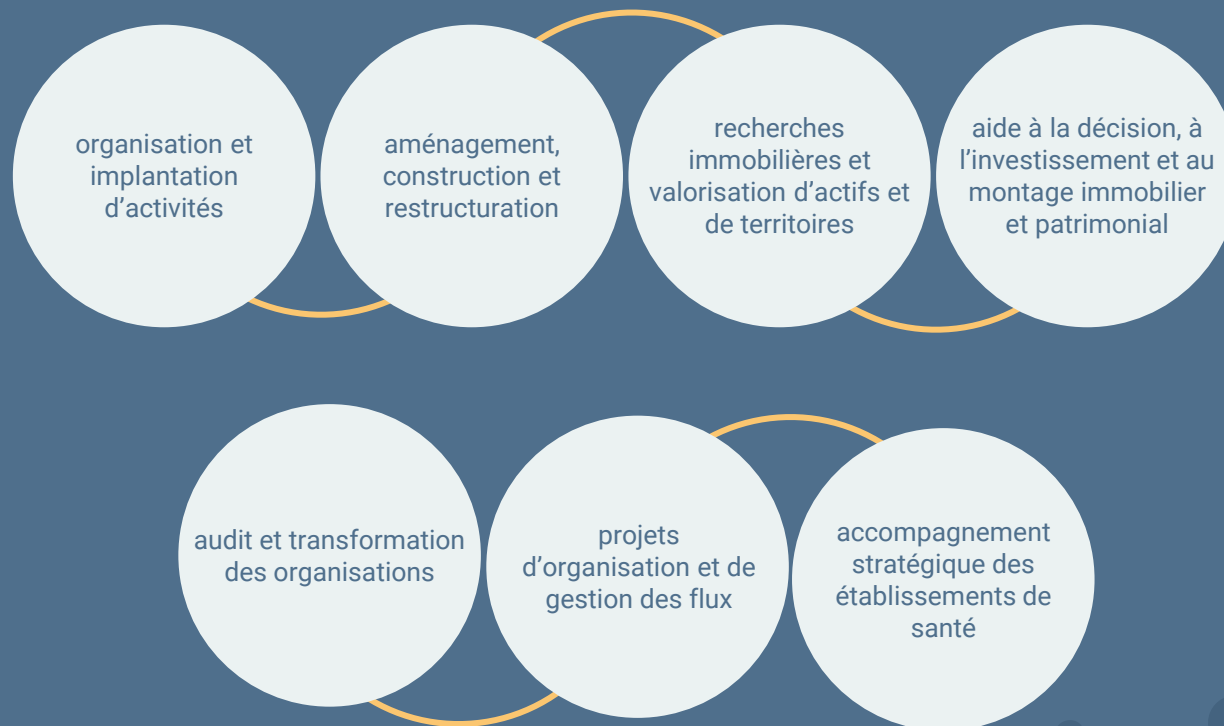 organisation et
implantation
d’activités
aménagement,
construction et
restructuration
recherches
immobilières et
valorisation d’actifs et
de territoires
aide à la décision, à
l’investissement et au
montage immobilier
et patrimonial
audit et transformation
des organisations
projets
d’organisation et de
gestion des flux
accompagnement
stratégique des
établissements de
santé